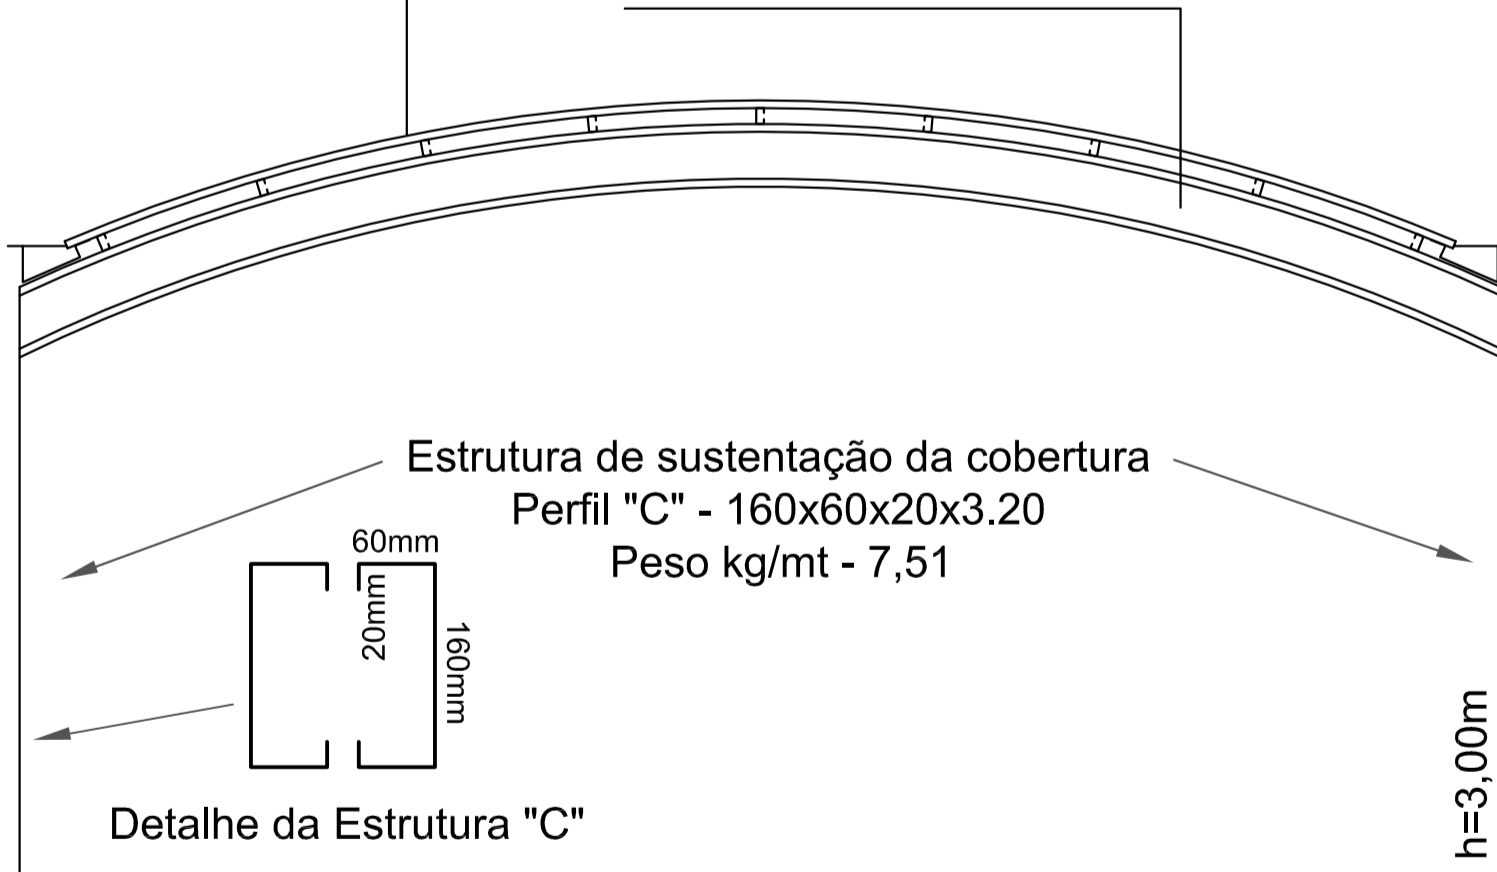 Estrutura de sustentação da cobertura
Perfil "C" - 160x60x20x3.20
Peso kg/mt - 7,51
60mm
20mm
160mm
Detalhe da Estrutura "C"
h=3,00m